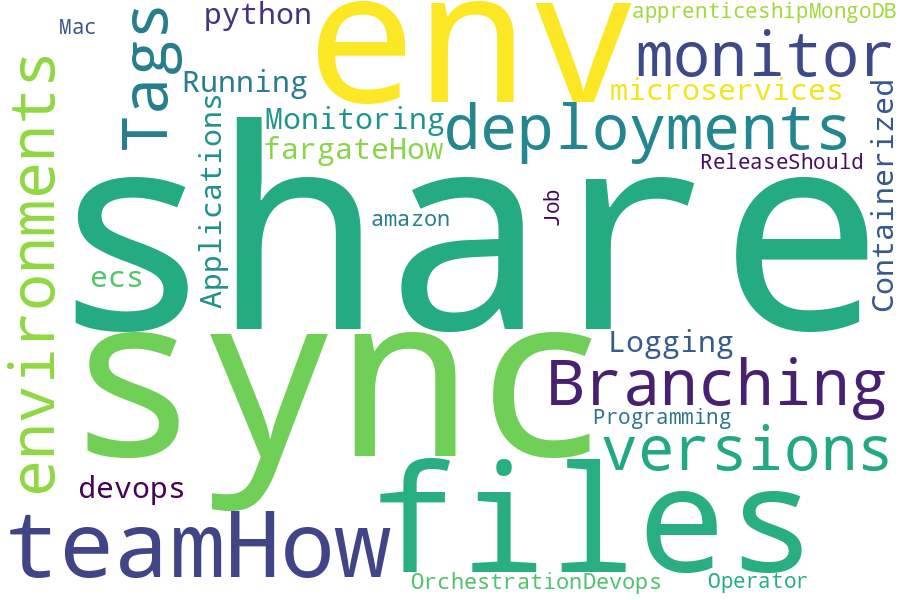 Mac
python
env
apprenticeshipMongoDB
Tags
monitor
Running
microservices
environments
Applications
Monitoring
deployments
Containerized
fargateHow
ReleaseShould
share
Job
amazon
ecs
sync
Logging
Branching
Programming
versions
devops
files
teamHow
OrchestrationDevops
Operator